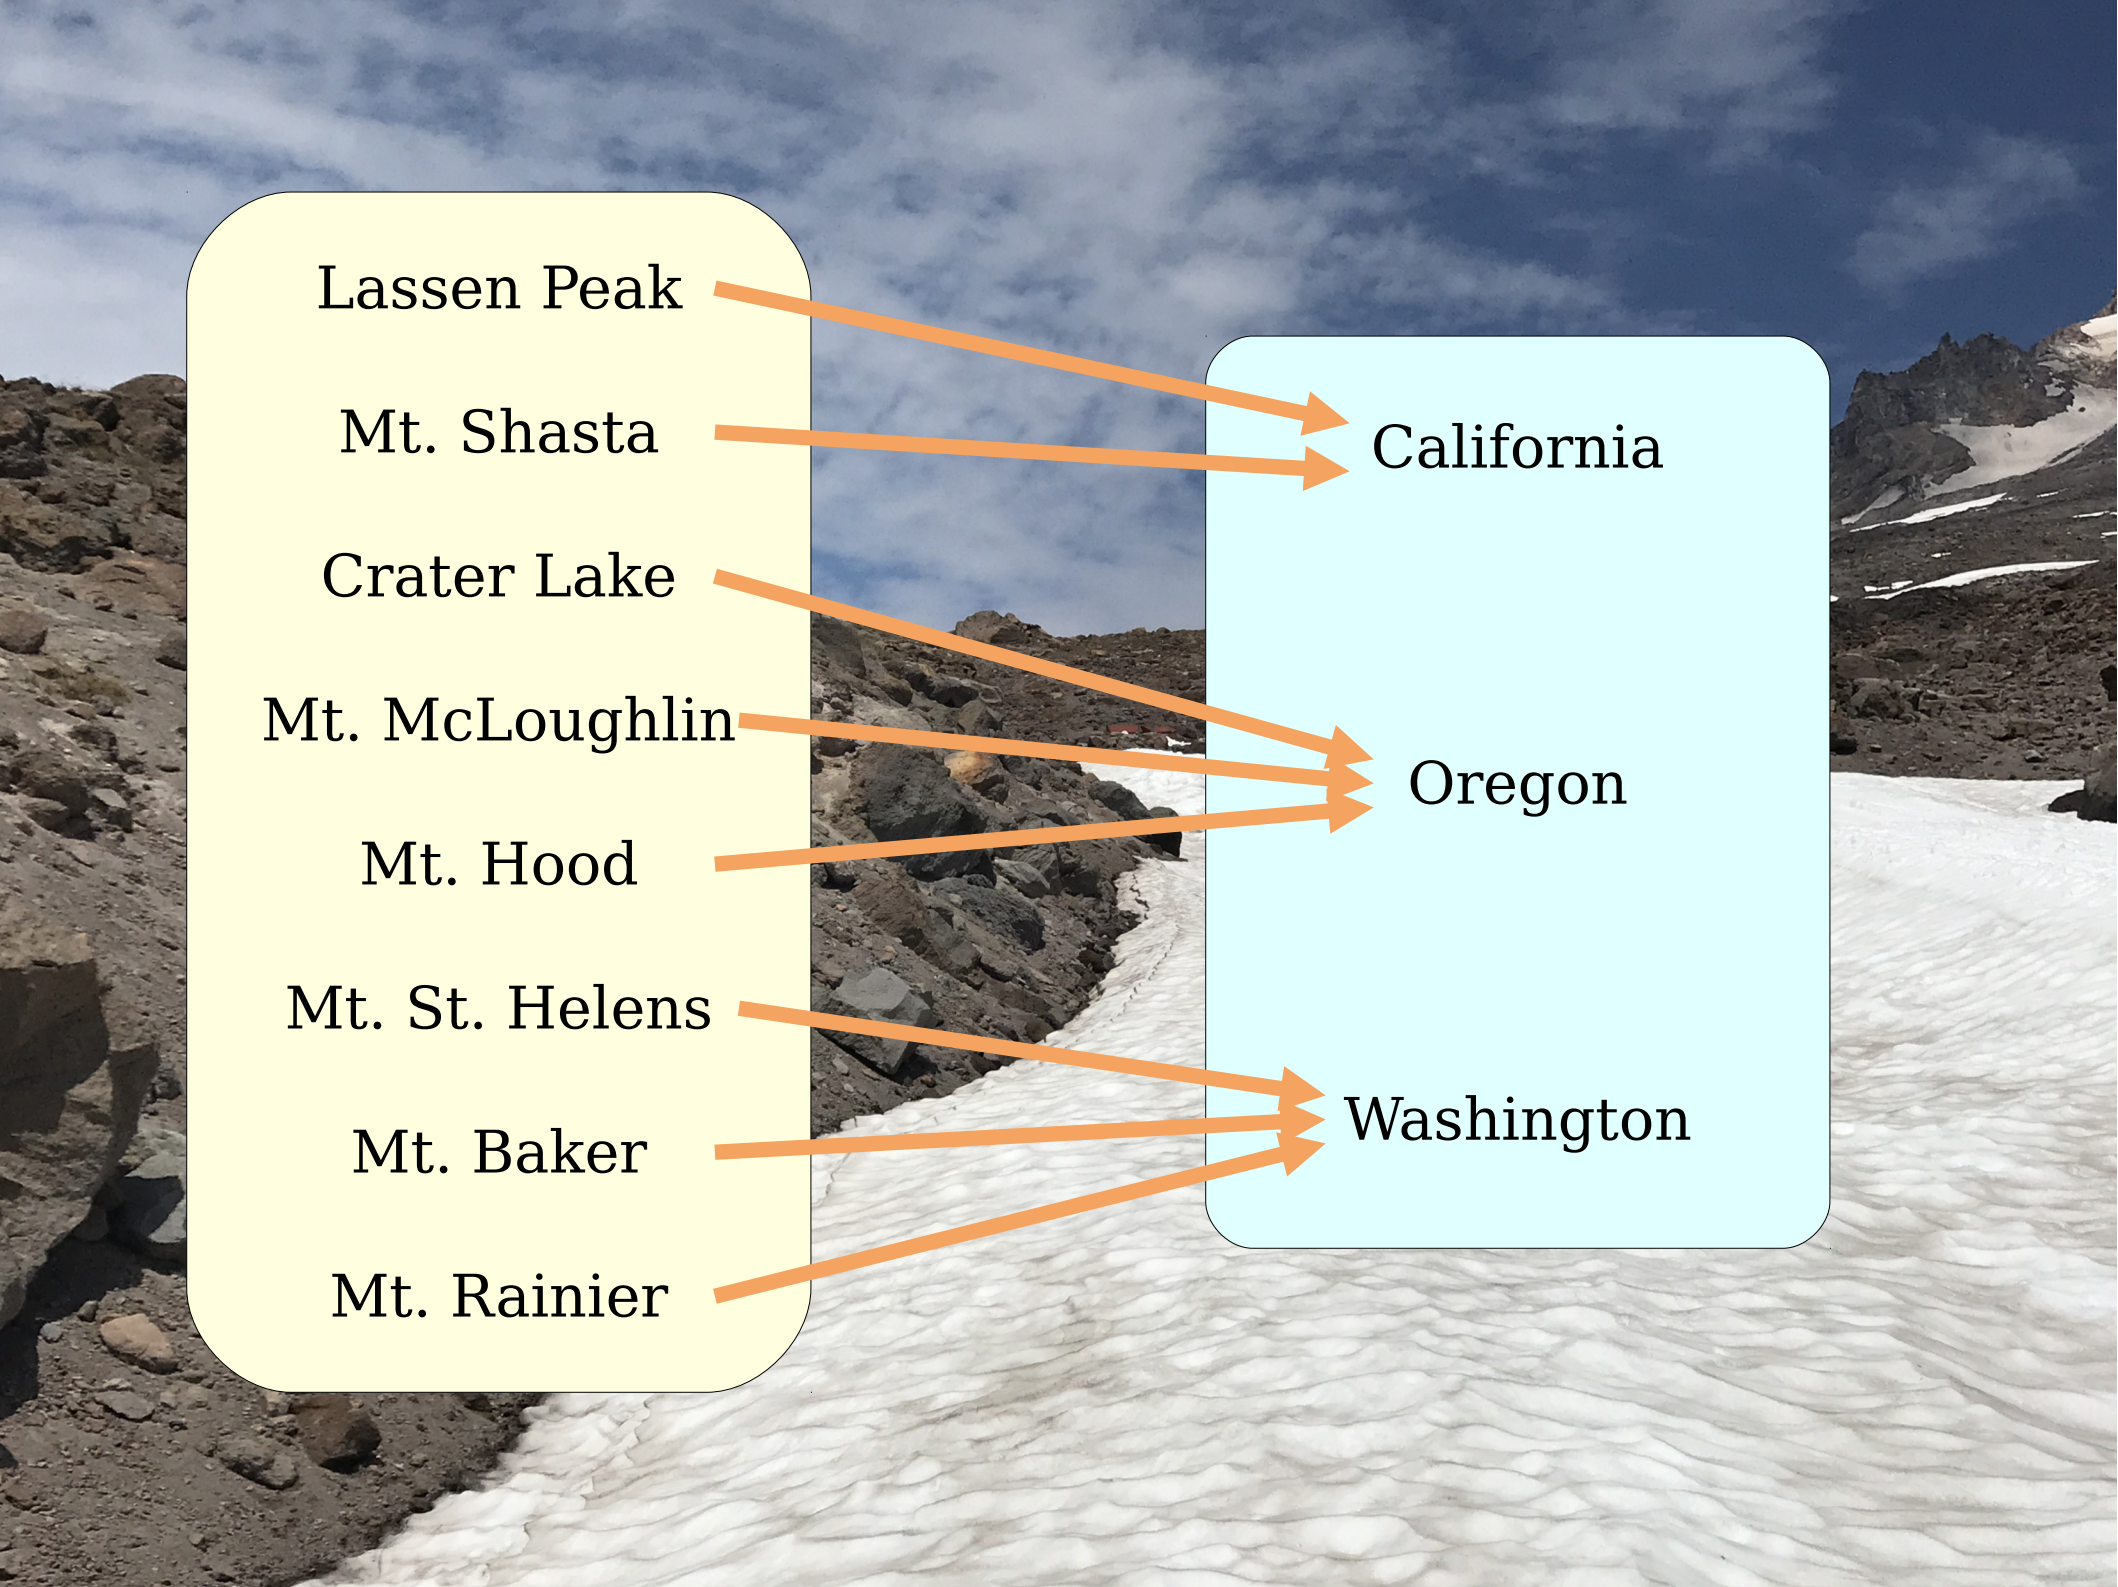 Lassen Peak
Mt. Shasta
Crater Lake
Mt. McLoughlin
Mt. Hood
Mt. St. Helens
Mt. Baker
Mt. Rainier
California
Oregon
Washington